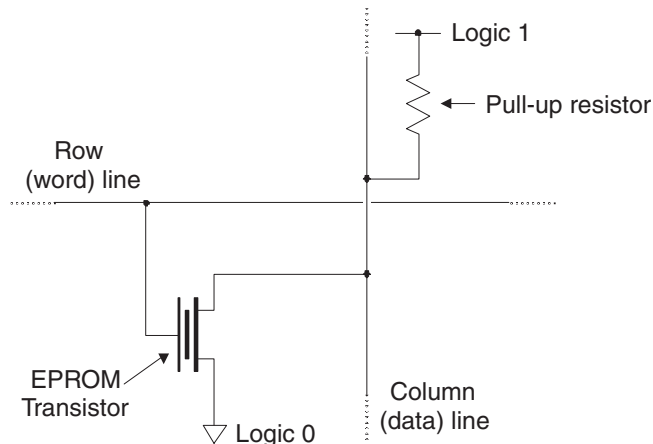 Logic 1
Pull-up resistor
Row
(word) line
EPROM
Transistor
Logic 0
Column
(data) line